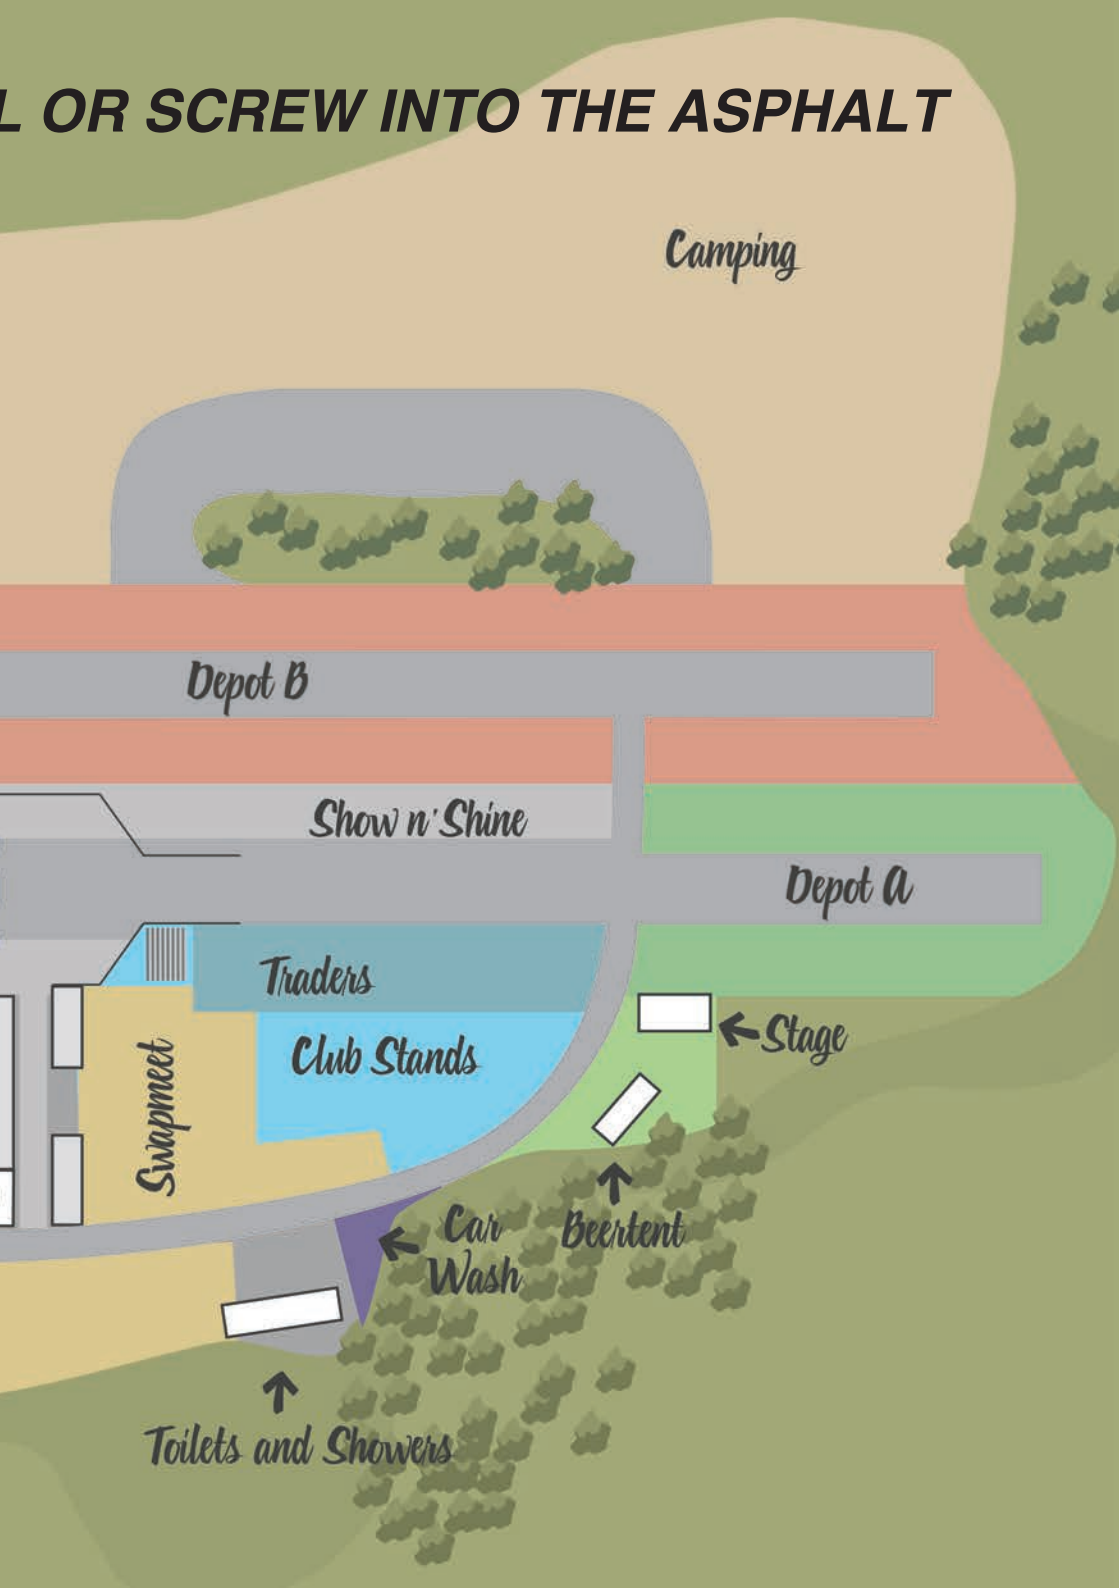 L OR SCREW INTO THE ASPHALT
Camping
Depot B
Show n' Shine
Depot A
Traders
Club Stands
Stage
Swapmeet
Car
Wash
Beertent
Toilets and Showers